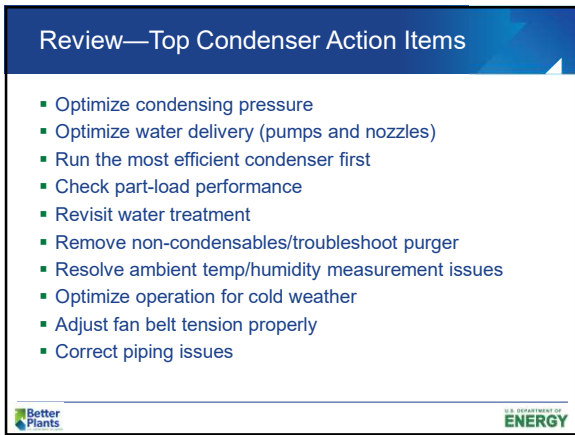 Review—Top Condenser Action Items
▪ Optimize condensing pressure
▪ Optimize water delivery (pumps and nozzles)
▪ Run the most efficient condenser first
▪ Check part-load performance
▪ Revisit water treatment
▪ Remove non-condensables/troubleshoot purger
▪ Resolve ambient temp/humidity measurement issues
▪ Optimize operation for cold weather
▪ Adjust fan belt tension properly
▪ Correct piping issues
Better
Plants
U.S. DEPARTMENT OF
ENERGY